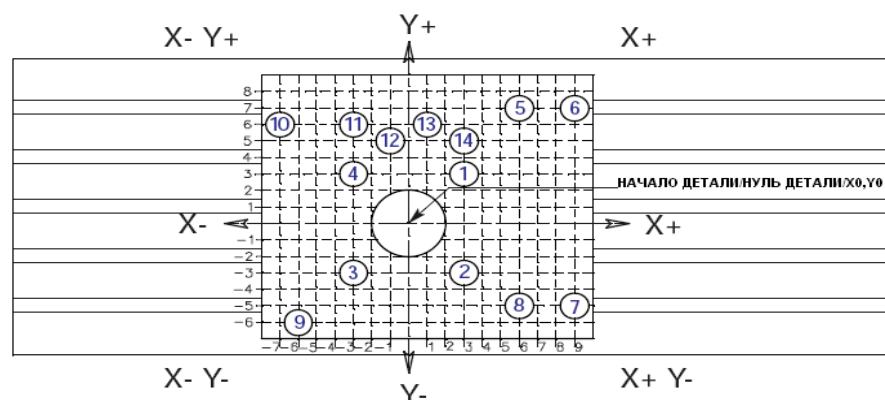 X- Y+
Y+
X+
8
7
6
5
4
3
2
1
-1
-2
-3
-4
-5
-6
5
6
10
11
13
12
14
4
1
НАЧАЛО ДЕТАЛИ/НУЛЬ ДЕТАЛИ/X0,Y0
X-
X+
3
2
8
7
9
-7 -6 -5 -4 -3 -2 -1 1 2 3 4 5 6 7 8 9
X- Y-
Y-
X+ Y-